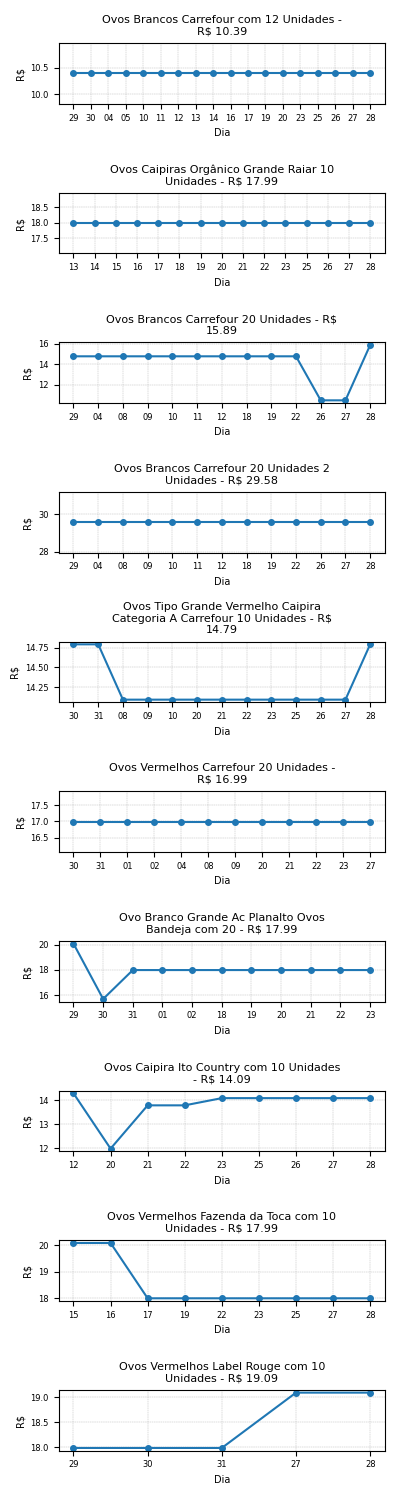 Ovos Brancos Carrefour com 12 Unidades -
R$ 10.39
R$
10.5
10.0
29 30 04 05 10 11 12 13 14 16 17 19 20 23 25 26 27 28
Dia
Ovos Caipiras Orgânico Grande Raiar 10
Unidades - R$ 17.99
R$
18.5
18.0
17.5
13 14 15 16 17 18 19 20 21 22 23 25 26 27 28
Dia
Ovos Brancos Carrefour 20 Unidades - R$
15.89
R$
16
14
12
29 04 08 09 10 11 12 18 19 22 26 27 28
Dia
Ovos Brancos Carrefour 20 Unidades 2
Unidades - R$ 29.58
R$
30
28
29 04 08 09 10 11 12 18 19 22 26 27 28
Dia
Ovos Tipo Grande Vermelho Caipira
Categoria A Carrefour 10 Unidades - R$
14.79
R$
14.75
14.50
14.25
30 31 08 09 10 20 21 22 23 25 26 27 28
Dia
Ovos Vermelhos Carrefour 20 Unidades -
R$ 16.99
R$
17.5
17.0
16.5
30 31 01 02 04 08 09 20 21 22 23 27
Dia
Ovo Branco Grande Ac Planalto Ovos
Bandeja com 20 - R$ 17.99
R$
20
18
16
29 30 31 01 02 18 19 20 21 22 23
Dia
Ovos Caipira Ito Country com 10 Unidades
- R$ 14.09
R$
14
13
12
12 20 21 22 23 25 26 27 28
Dia
Ovos Vermelhos Fazenda da Toca com 10
Unidades - R$ 17.99
R$
20
19
18
15 16 17 19 22 23 25 27 28
Dia
Ovos Vermelhos Label Rouge com 10
Unidades - R$ 19.09
R$
19.0
18.5
18.0
29 30 31 27 28
Dia